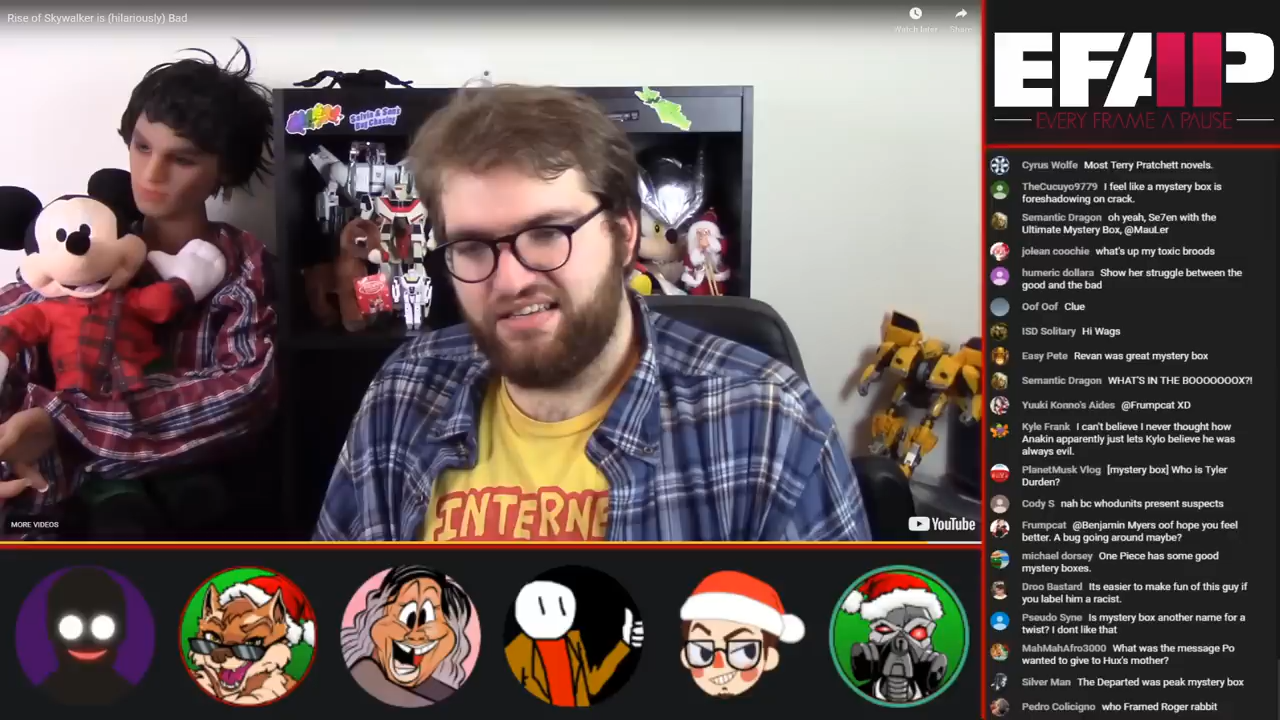 Rise of Skywalker is (hilariously) Bad
Watch later
Share
Salvia & Sons
Bug Chasing
INTERNE
MORE VIDEOS
YouTube
EFAP
EVERY FRAME A PAUSE
Cyrus Wolfe Most Terry Pratchett novels.
TheCucuyo9779 I feel like a mystery box is
foreshadowing on crack.
Semantic Dragon oh yeah, Se7en with the
Ultimate Mystery Box, @MauLer
jolean coochie what's up my toxic broods
humeric dollara Show her struggle between the
good and the bad
Oof Oof Clue
ISD Solitary Hi Wags
Easy Pete Revan was great mystery box
Semantic Dragon WHAT'S IN THE BOOOOOOOX?!
Yuuki Konno's Aides @Frumpcat XD
Kyle Frank I can't believe I never thought how
Anakin apparently just lets Kylo believe he was
always evil.
PlanetMusk Vlog [mystery box] Who is Tyler
Durden?
Cody S nah bc whodunits present suspects
Frumpcat @Benjamin Myers oof hope you feel
better. A bug going around maybe?
michael dorsey One Piece has some good
mystery boxes.
Droo Bastard Its easier to make fun of this guy if
you label him a racist.
Pseudo Syne Is mystery box another name for a
twist? I dont like that
MahMahAfro3000 What was the message Po
wanted to give to Hux's mother?
Silver Man The Departed was peak mystery box
Pedro Colicigno who Framed Roger rabbit